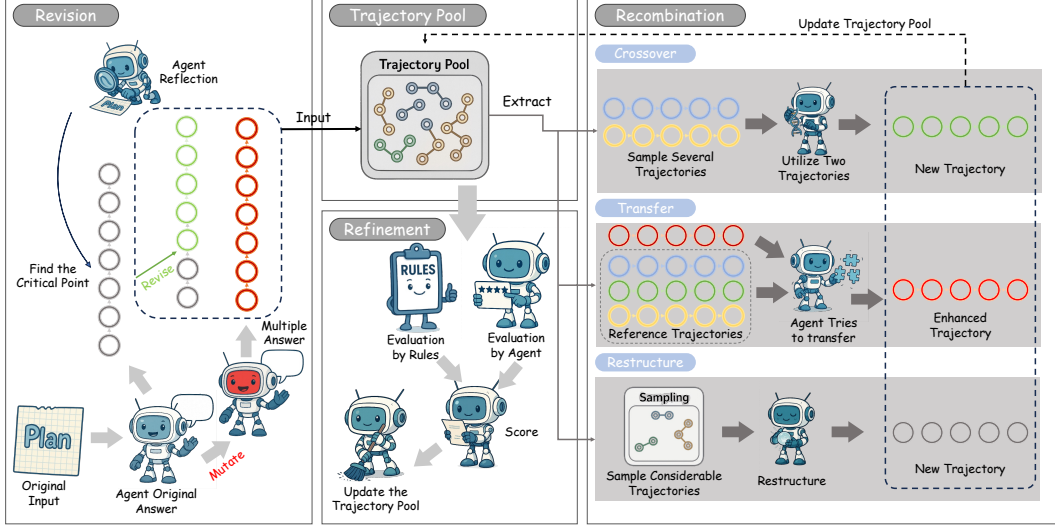 Revision
Agent
Reflection
Plan
Find the
Critical Point
Revise
Multiple
Answer
Plan
Original
Input
Agent Original
Answer
Mutate
Input
Trajectory Pool
Trajectory Pool
Extract
Refinement
RULES
Evaluation
by Rules
Evaluation
by Agent
Score
Update the
Trajectory Pool
Recombination
Update Trajectory Pool
Crossover
Sample Several
Trajectories
Utilize Two
Trajectories
New Trajectory
Transfer
Reference Trajectories
Agent Tries
to transfer
Enhanced
Trajectory
Restructure
Sampling
Sample Considerable
Trajectories
Restructure
New Trajectory